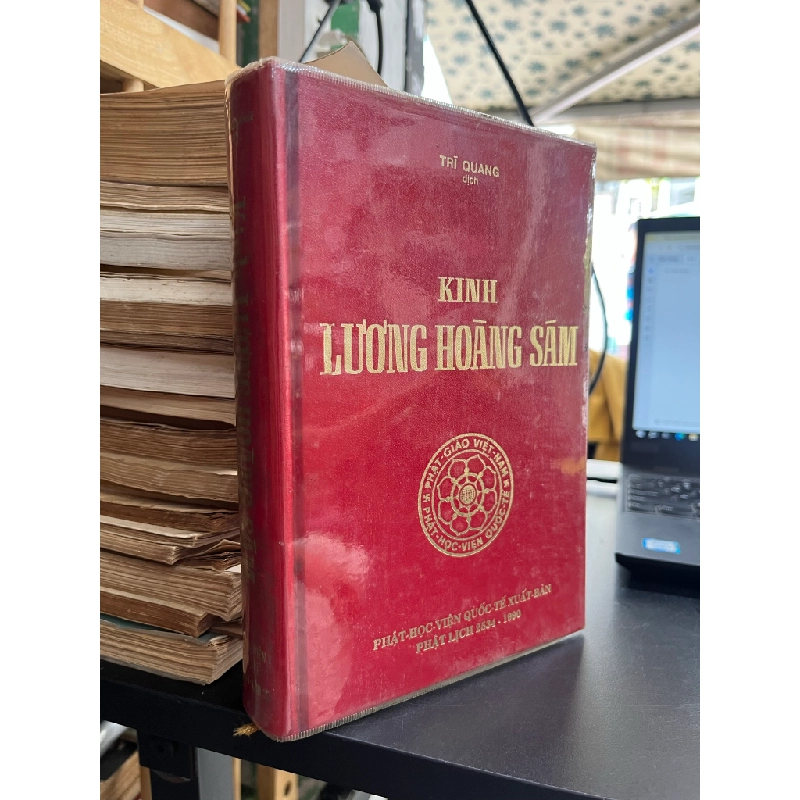 TRÍ QUANG
dịch
KINH
LƯƠNG HOÀNG SÁM
PHẬT-GIÁO VIỆT-NAM
PHẬT-HỌC-VIỆN QUỐC-TẾ
PHẬT-HỌC-VIỆN QUỐC-TẾ XUẤT-BẢN
PHẬT LỊCH 2534-1990